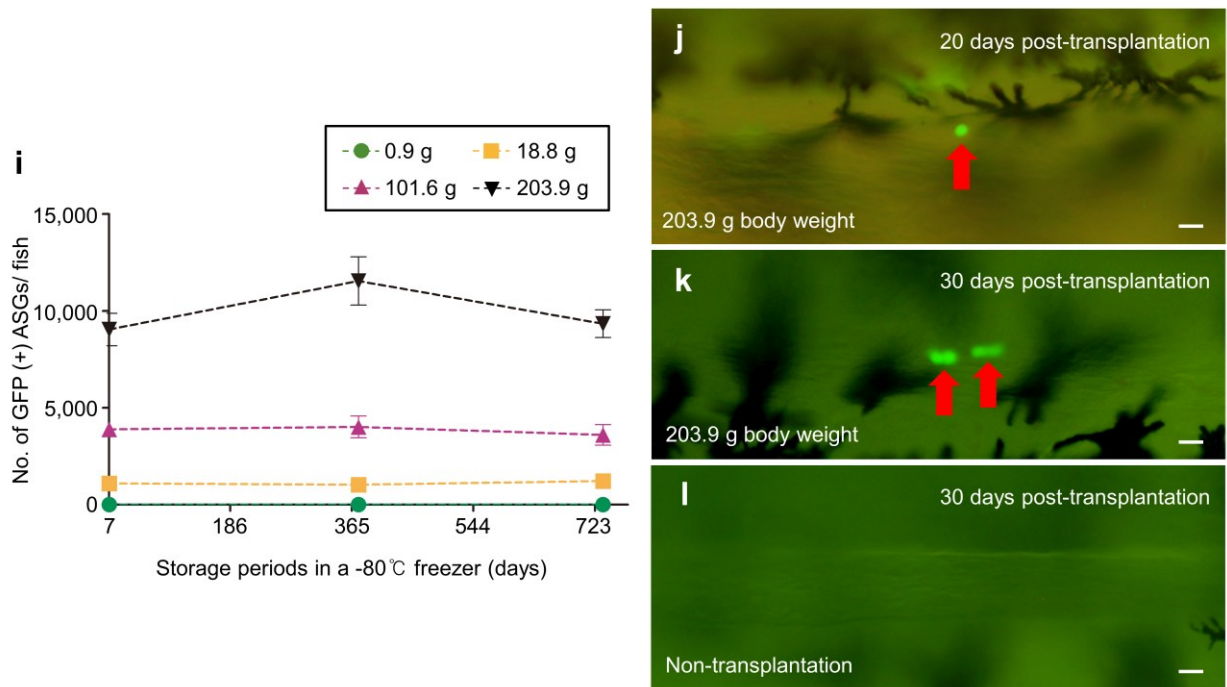 i
0.9 g
18.8 g
101.6 g
203.9 g
15,000
10,000
5,000
0
No. of GFP (+) ASGs/ fish
7
186
365
544
723
Storage periods in a -80℃ freezer (days)
j
20 days post-transplantation
203.9 g body weight
k
30 days post-transplantation
203.9 g body weight
l
30 days post-transplantation
Non-transplantation